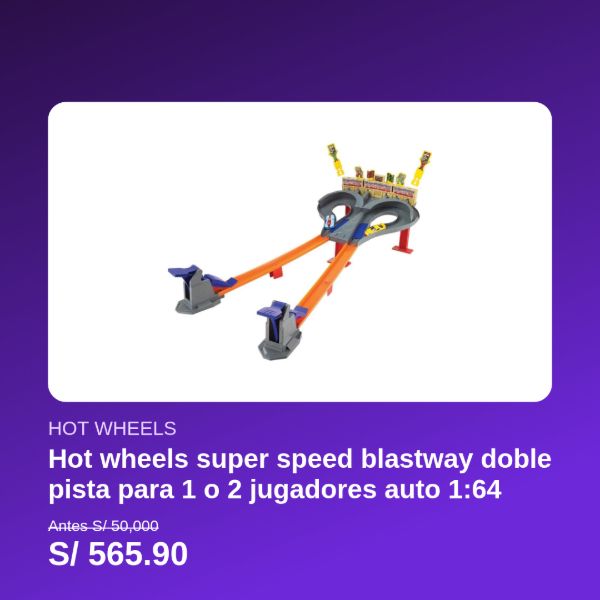 HOT WHEELS
Hot wheels super speed blastway doble
pista para 1 o 2 jugadores auto 1:64
Antes S/ 50,000
S/ 565.90